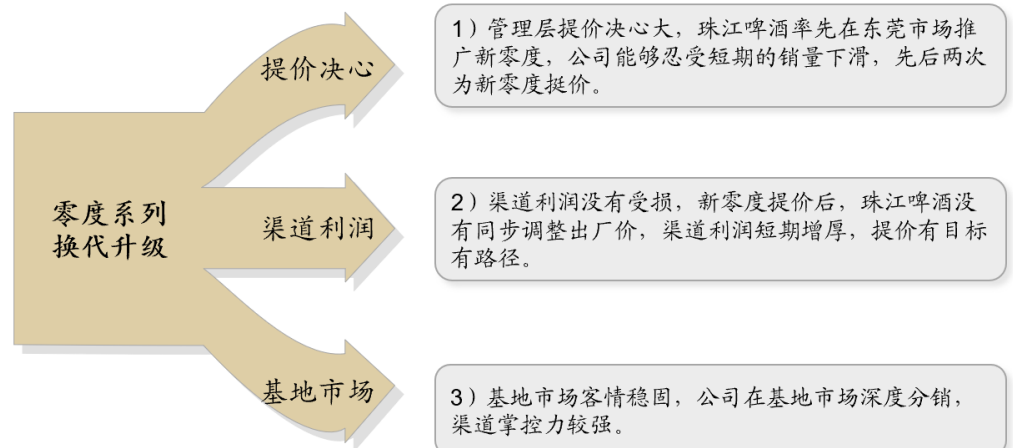 零度系列
换代升级
提价决心
1）管理层提价决心大，珠江啤酒率先在东莞市场推
广新零度，公司能够忍受短期的销量下滑，先后两次
为新零度挺价。
渠道利润
2）渠道利润没有受损，新零度提价后，珠江啤酒没
有同步调整出厂价，渠道利润短期增厚，提价有目标
有路径。
基地市场
3）基地市场客情稳固，公司在基地市场深度分销，
渠道掌控力较强。